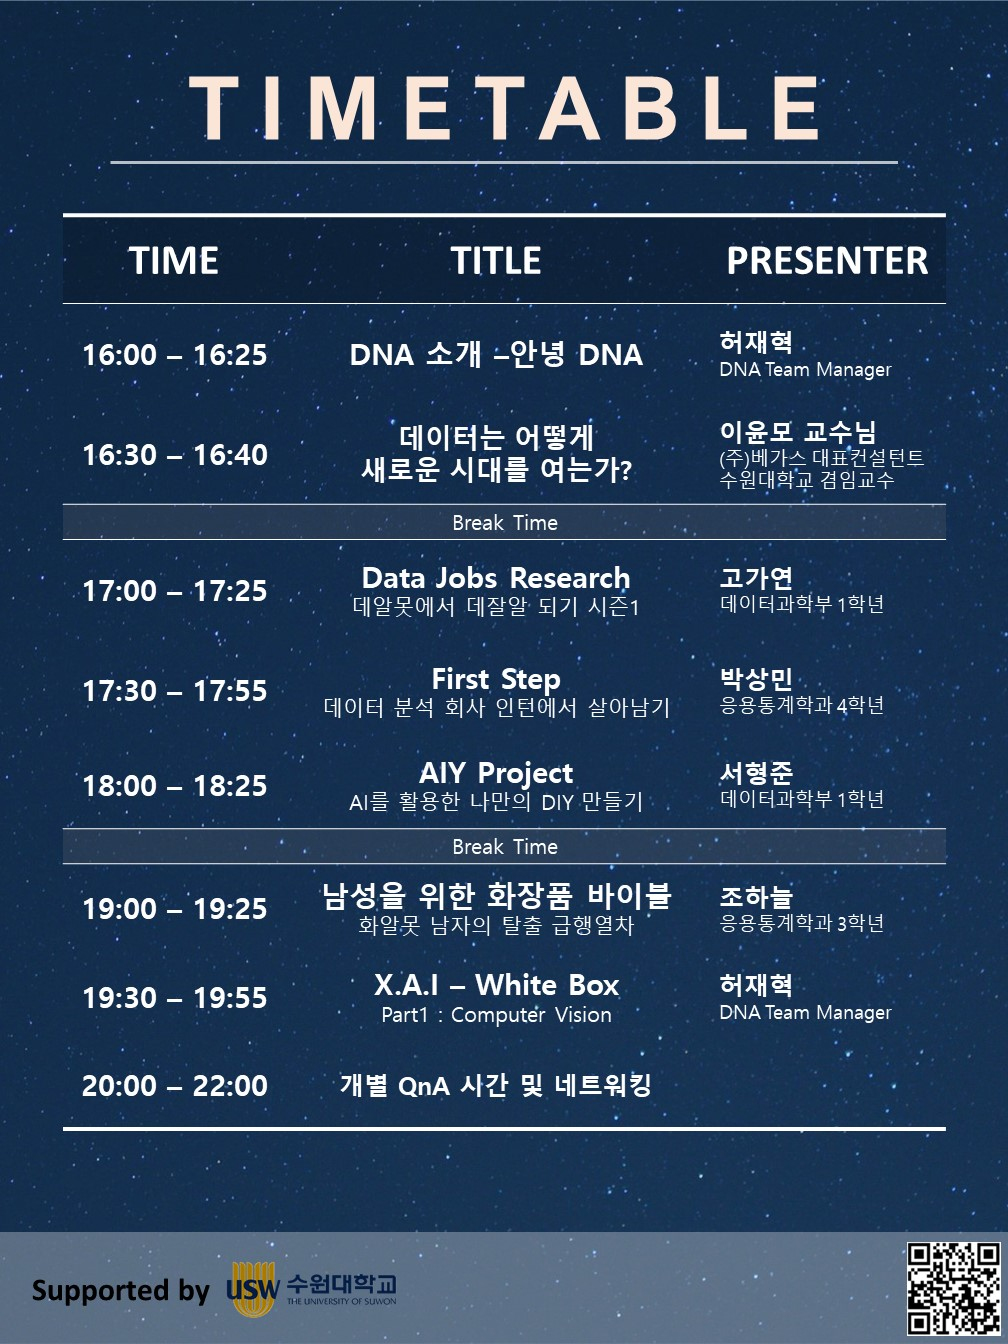 TIMETABLE
TIME TITLE PRESENTER
16:00 – 16:25
DNA 소개 –안녕 DNA
허재혁
DNA Team Manager
16:30 – 16:40
데이터는 어떻게
새로운 시대를 여는가?
이윤모 교수님
(주)베가스 대표컨설턴트
수원대학교 겸임교수
Break Time
17:00 – 17:25
Data Jobs Research
데알못에서 데잘알 되기 시즌1
고가연
데이터과학부 1학년
17:30 – 17:55
First Step
데이터 분석 회사 인턴에서 살아남기
박상민
응용통계학과 4학년
18:00 – 18:25
AIY Project
AI를 활용한 나만의 DIY 만들기
서형준
데이터과학부 1학년
Break Time
19:00 – 19:25
남성을 위한 화장품 바이블
화알못 남자의 탈출 급행열차
조하늘
응용통계학과 3학년
19:30 – 19:55
X.A.I – White Box
Part1 : Computer Vision
허재혁
DNA Team Manager
20:00 – 22:00
개별 QnA 시간 및 네트워킹
Supported by
USW 수원대학교
THE UNIVERSITY OF SUWON